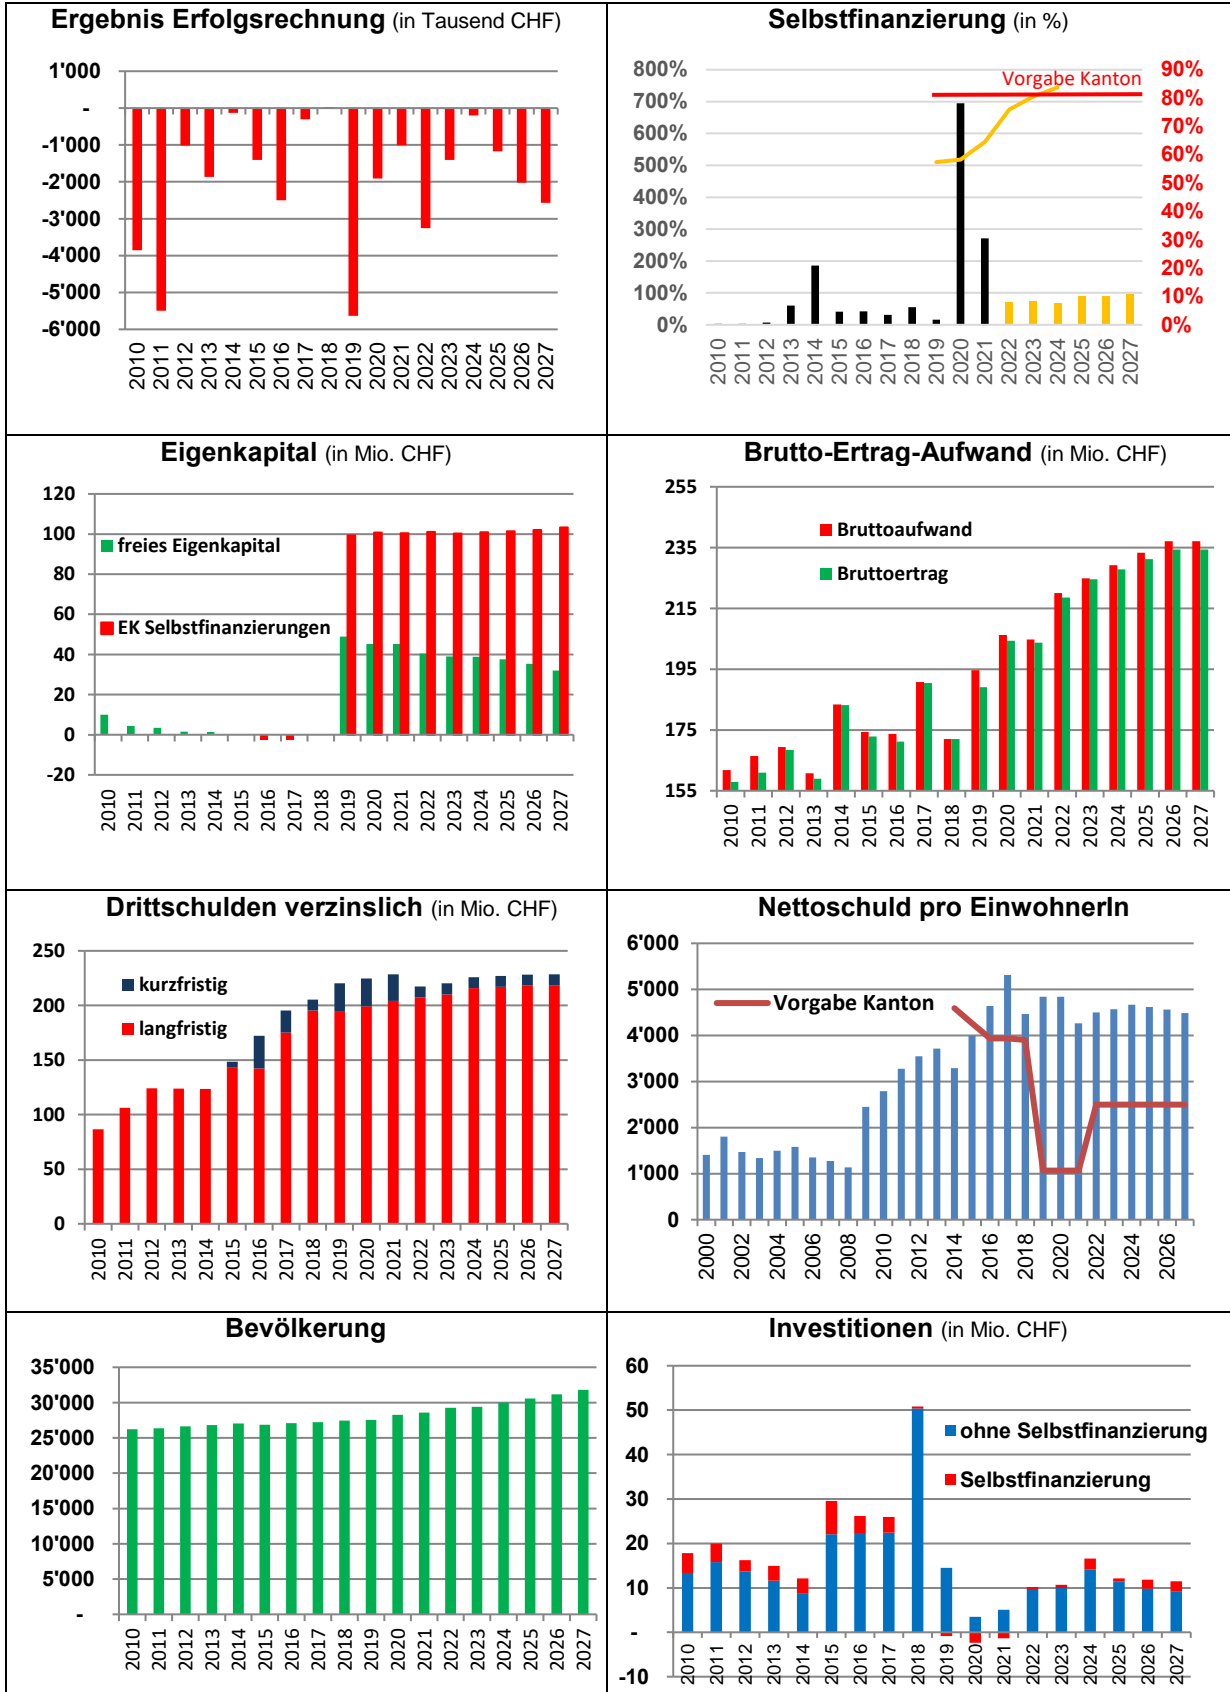 Ergebnis Erfolgsrechnung (in Tausend CHF)
1'000
-
-1'000
-2'000
-3'000
-4'000
-5'000
-6'000
2010 2011 2012 2013 2014 2015 2016 2017 2018 2019 2020 2021 2022 2023 2024 2025 2026 2027
Selbstfinanzierung (in %)
Vorgabe Kanton
800%
700%
600%
500%
400%
300%
200%
100%
0%
90%
80%
70%
60%
50%
40%
30%
20%
10%
0%
2010 2011 2012 2013 2014 2015 2016 2017 2018 2019 2020 2021 2022 2023 2024 2025 2026 2027
Eigenkapital (in Mio. CHF)
120
100
80
60
40
20
0
-20
freies Eigenkapital
EK Selbstfinanzierungen
2010 2011 2012 2013 2014 2015 2016 2017 2018 2019 2020 2021 2022 2023 2024 2025 2026 2027
Brutto-Ertrag-Aufwand (in Mio. CHF)
255
235
215
195
175
155
Bruttoaufwand
Bruttoertrag
2010 2011 2012 2013 2014 2015 2016 2017 2018 2019 2020 2021 2022 2023 2024 2025 2026 2027
Drittschulden verzinslich (in Mio. CHF)
250
200
150
100
50
0
kurzfristig
langfristig
2010 2011 2012 2013 2014 2015 2016 2017 2018 2019 2020 2021 2022 2023 2024 2025 2026 2027
Nettoschuld pro EinwohnerIn
6'000
5'000
4'000
3'000
2'000
1'000
0
Vorgabe Kanton
2000 2002 2004 2006 2008 2010 2012 2014 2016 2018 2020 2022 2024 2026
Bevölkerung
35'000
30'000
25'000
20'000
15'000
10'000
5'000
-
2010 2011 2012 2013 2014 2015 2016 2017 2018 2019 2020 2021 2022 2023 2024 2025 2026 2027
Investitionen (in Mio. CHF)
60
50
40
30
20
10
-
-10
ohne Selbstfinanzierung
Selbstfinanzierung
2010 2011 2012 2013 2014 2015 2016 2017 2018 2019 2020 2021 2022 2023 2024 2025 2026 2027